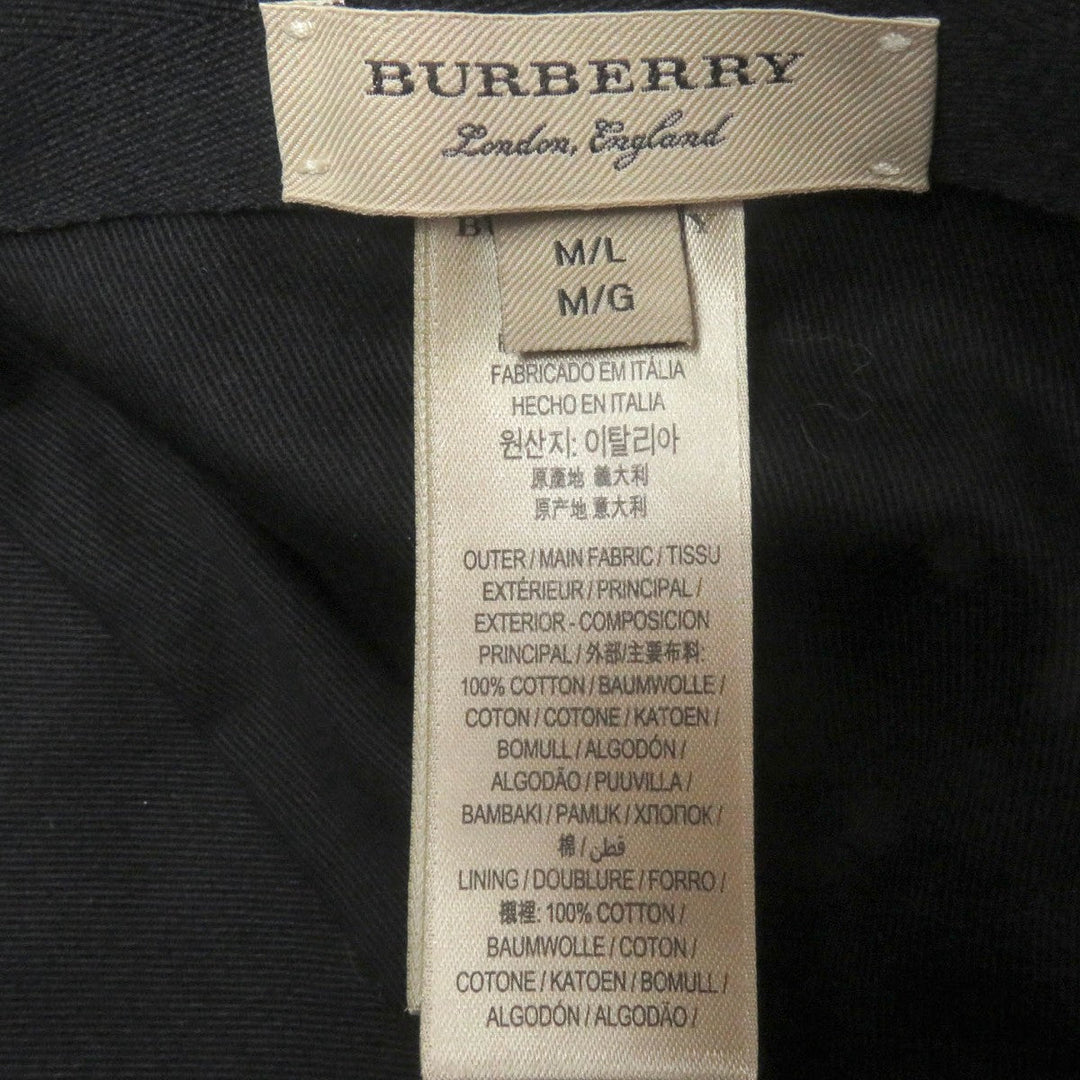 BURBERRY
London, England
M/L
M/G
FABRICADO EM ITÁLIA
HECHO EN ITALIA
원산지: 이탈리아
原產地 義大利
原产地 意大利
OUTER / MAIN FABRIC / TISSU
EXTÉRIEUR / PRINCIPAL /
EXTERIOR - COMPOSICION
PRINCIPAL / 外部/主要布料:
100% COTTON / BAUMWOLLE /
COTON / COTONE / KATOEN /
BOMULL / ALGODÓN /
ALGODÃO / PUUVILLA /
BAMBAKI / PAMUK / ХЛОПОК /
棉 / قطن
LINING / DOUBLURE / FORRO /
襯裡: 100% COTTON /
BAUMWOLLE / COTON /
COTONE / KATOEN / BOMULL /
ALGODÓN / ALGODÃO /